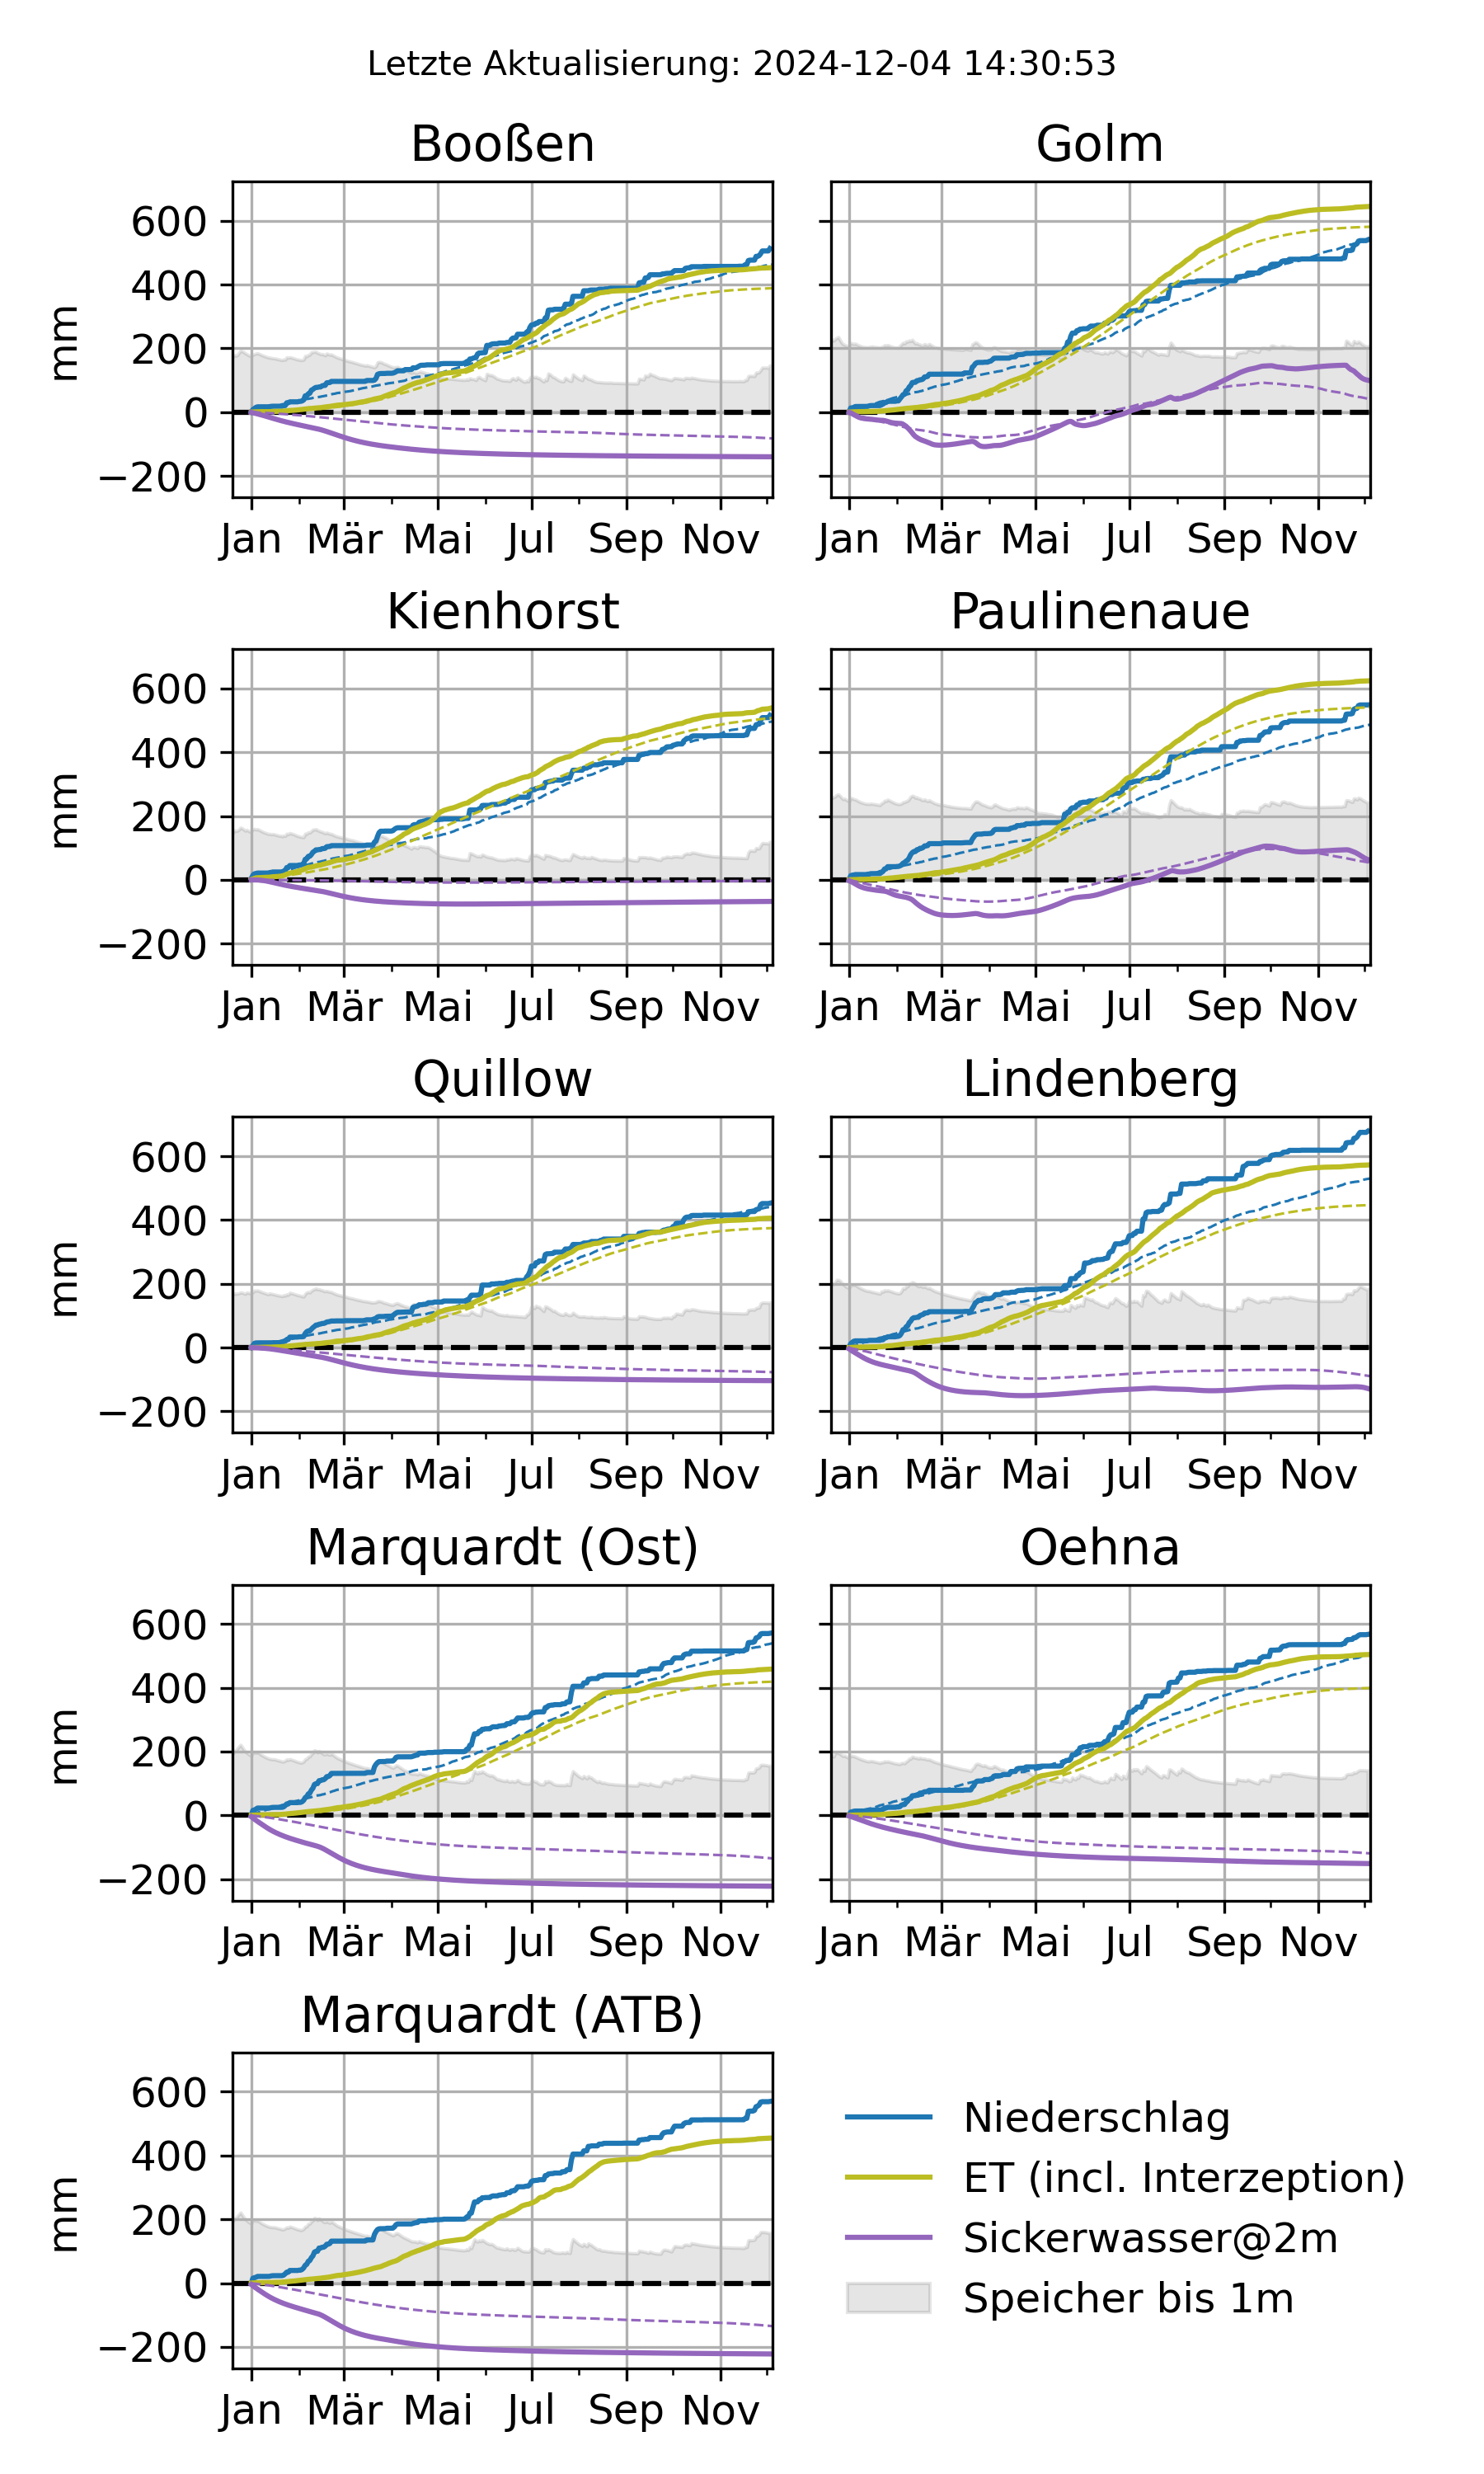 Letzte Aktualisierung: 2024-12-04 14:30:53
Booßen
Golm
600
400
200
0
−200
mm
Jan Mär Mai Jul Sep Nov
Jan Mär Mai Jul Sep Nov
Kienhorst
Paulinenaue
600
400
200
0
−200
mm
Jan Mär Mai Jul Sep Nov
Jan Mär Mai Jul Sep Nov
Quillow
Lindenberg
600
400
200
0
−200
mm
Jan Mär Mai Jul Sep Nov
Jan Mär Mai Jul Sep Nov
Marquardt (Ost)
Oehna
600
400
200
0
−200
mm
Jan Mär Mai Jul Sep Nov
Jan Mär Mai Jul Sep Nov
Marquardt (ATB)
600
400
200
0
−200
mm
Jan Mär Mai Jul Sep Nov
Niederschlag
ET (incl. Interzeption)
Sickerwasser@2m
Speicher bis 1m